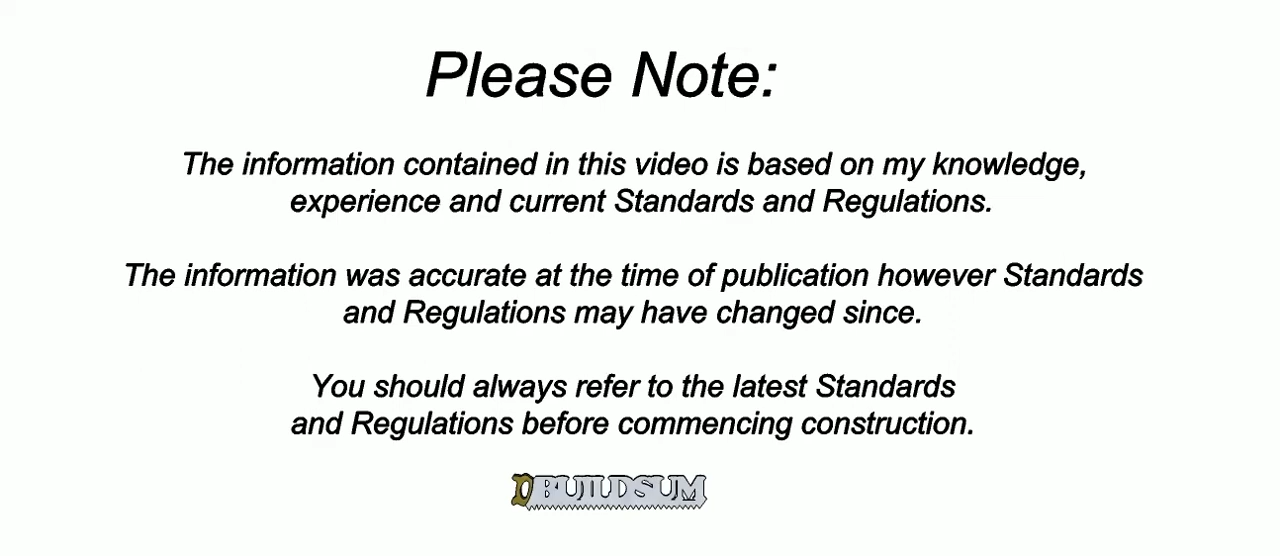 Please Note:
The information contained in this video is based on my knowledge,
experience and current Standards and Regulations.
The information was accurate at the time of publication however Standards
and Regulations may have changed since.
You should always refer to the latest Standards
and Regulations before commencing construction.
BUILDSUM